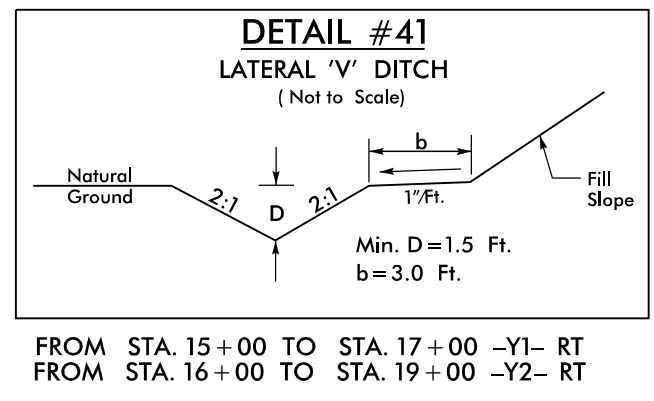 DETAIL #41
LATERAL 'V' DITCH
( Not to Scale)
b
Natural
Ground
2:1
D
2:1
1"/Ft.
Fill
Slope
Min. D = 1.5 Ft.
b = 3.0 Ft.
FROM STA. 15 + 00 TO STA. 17 + 00 -Y1- RT
FROM STA. 16 + 00 TO STA. 19 + 00 -Y2- RT